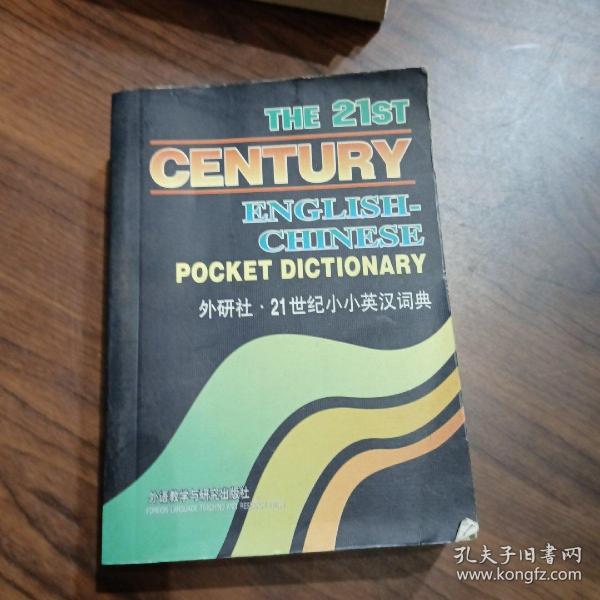 THE 21ST
CENTURY
ENGLISH-
CHINESE
POCKET DICTIONARY
外研社·21世纪小小英汉词典
外语教学与研究出版社
FOREIGN LANGUAGE TEACHING AND RESEARCH PRESS
孔夫子旧书网
www.kongfz.com